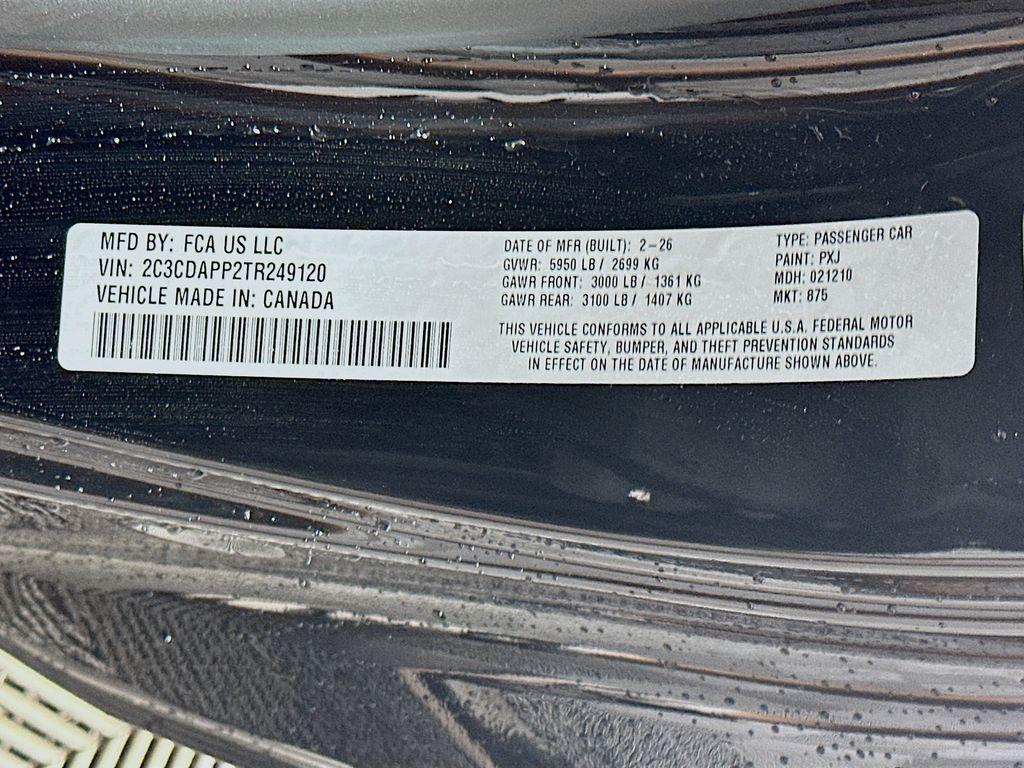 MFD BY: FCA US LLC
VIN: 2C3CDAPP2TR249120
VEHICLE MADE IN: CANADA
DATE OF MFR (BUILT): 2-26
GVWR: 5950 LB / 2699 KG
GAWR FRONT: 3000 LB / 1361 KG
GAWR REAR: 3100 LB / 1407 KG
TYPE: PASSENGER CAR
PAINT: PXJ
MDH: 021210
MKT: 875
THIS VEHICLE CONFORMS TO ALL APPLICABLE U.S.A. FEDERAL MOTOR
VEHICLE SAFETY, BUMPER, AND THEFT PREVENTION STANDARDS
IN EFFECT ON THE DATE OF MANUFACTURE SHOWN ABOVE.